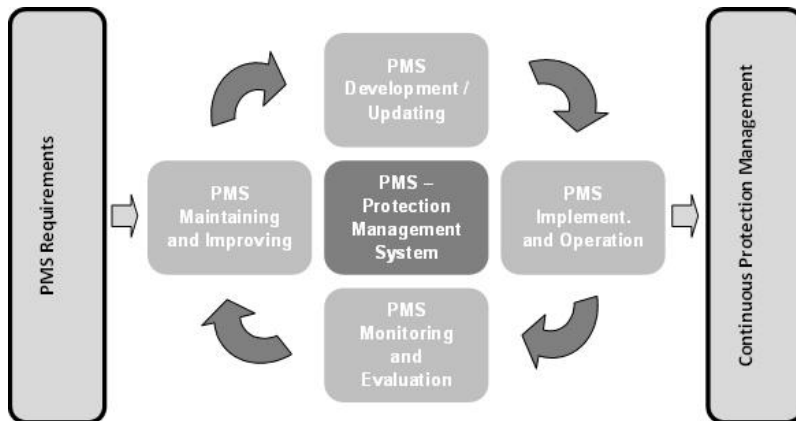 PMS Requirements
PMS
Development /
Updating
PMS
Maintaining
and Improving
PMS –
Protection
Management
System
PMS
Implement.
and Operation
PMS
Monitoring
and
Evaluation
Continuous Protection Management